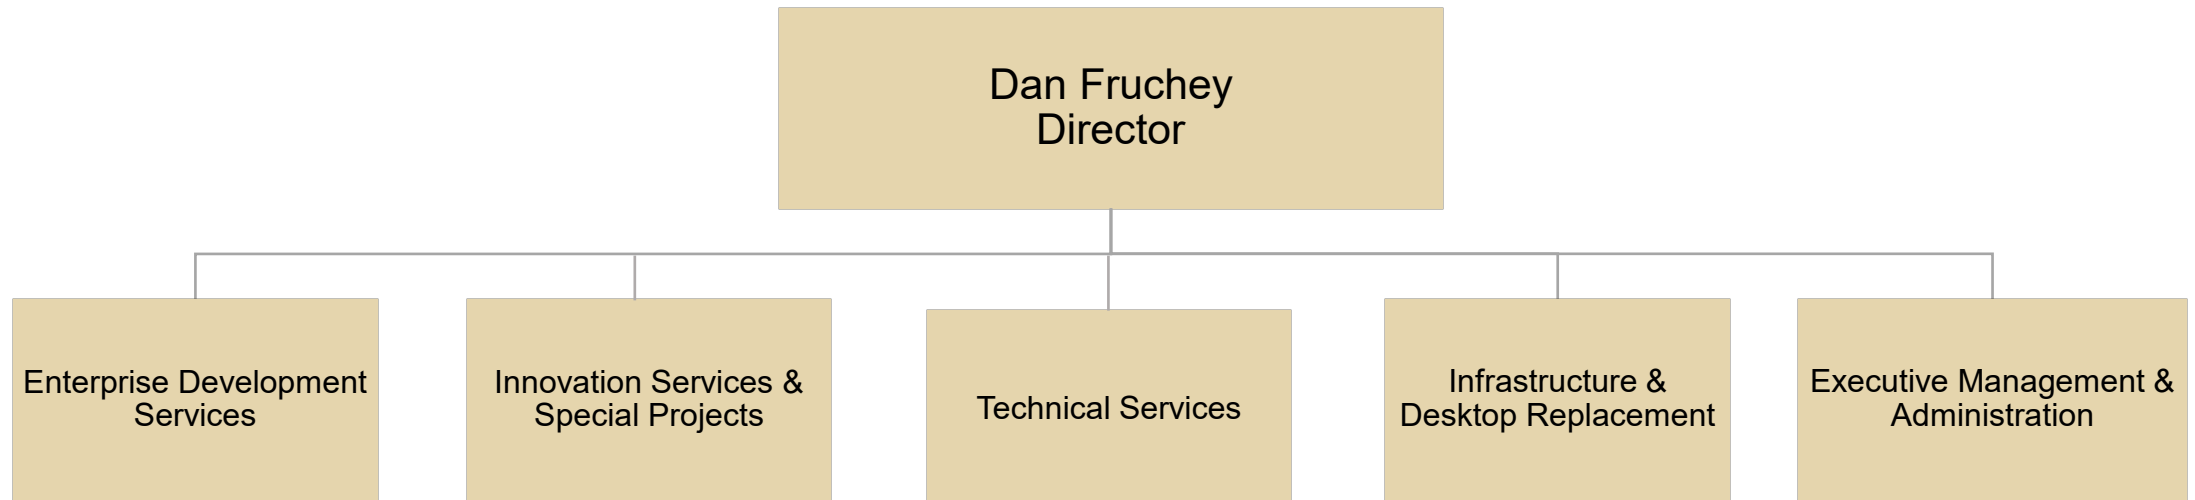 Dan Fruchey
Director
Enterprise Development
Services
Innovation Services &
Special Projects
Technical Services
Infrastructure &
Desktop Replacement
Executive Management &
Administration